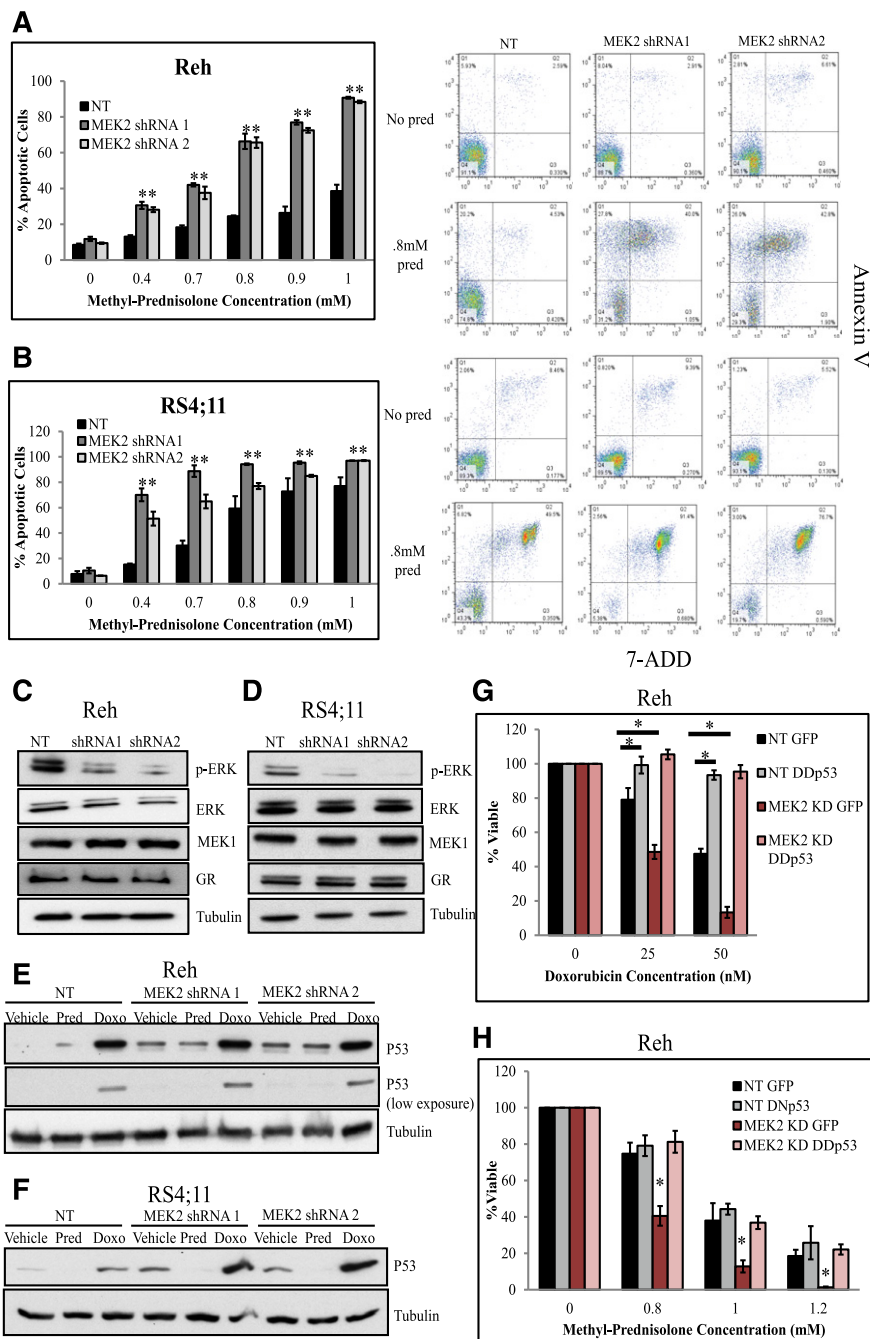 A
Reh
% Apoptotic Cells
100
80
60
40
20
0
NT
MEK2 shRNA 1
MEK2 shRNA 2
** ** ** ** **
0 0.4 0.7 0.8 0.9 1
Methyl-Prednisolone Concentration (mM)
NT MEK2 shRNA1 MEK2 shRNA2
No pred
.8mM
pred
No pred
.8mM
pred
Annexin V
7-ADD
B
RS4;11
% Apoptotic Cells
120
100
80
60
40
20
0
NT
MEK2 shRNA1
MEK2 shRNA2
** ** ** ** **
0 0.4 0.7 0.8 0.9 1
Methyl-Prednisolone Concentration (mM)
C
Reh
NT shRNA1 shRNA2
p-ERK
ERK
MEK1
GR
Tubulin
D
RS4;11
NT shRNA1 shRNA2
p-ERK
ERK
MEK1
GR
Tubulin
E
Reh
NT MEK2 shRNA 1 MEK2 shRNA 2
Vehicle Pred Doxo Vehicle Pred Doxo Vehicle Pred Doxo
P53
P53
(low exposure)
Tubulin
F
RS4;11
NT MEK2 shRNA 1 MEK2 shRNA 2
Vehicle Pred Doxo Vehicle Pred Doxo Vehicle Pred Doxo
P53
Tubulin
G
Reh
% Viable
120
100
80
60
40
20
0
* * * *
NT GFP
NT DDp53
MEK2 KD GFP
MEK2 KD
DDp53
0 25 50
Doxorubicin Concentration (nM)
H
Reh
%Viable
120
100
80
60
40
20
0
NT GFP
NT DNp53
MEK2 KD GFP
MEK2 KD DDp53
* * *
0 0.8 1 1.2
Methyl-Prednisolone Concentration (mM)